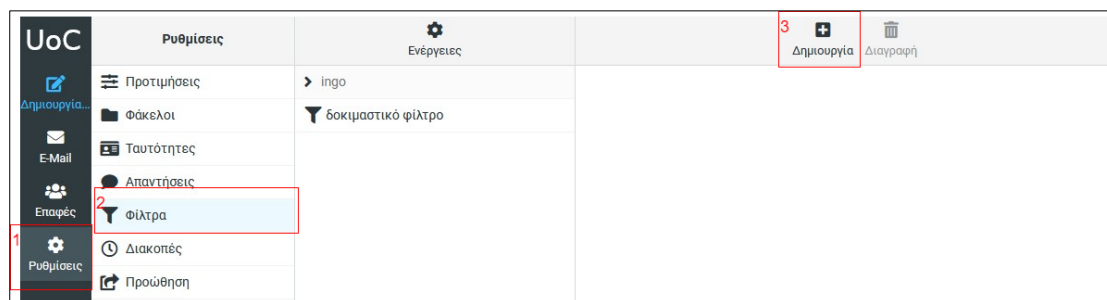 UoC
Δημιουργία...
E-Mail
Επαφές
1
Ρυθμίσεις
Ρυθμίσεις
Προτιμήσεις
Φάκελοι
Ταυτότητες
Απαντήσεις
2
Φίλτρα
Διακοπές
Προώθηση
Ενέργειες
ingo
δοκιμαστικό φίλτρο
3
Δημιουργία
Διαγραφή